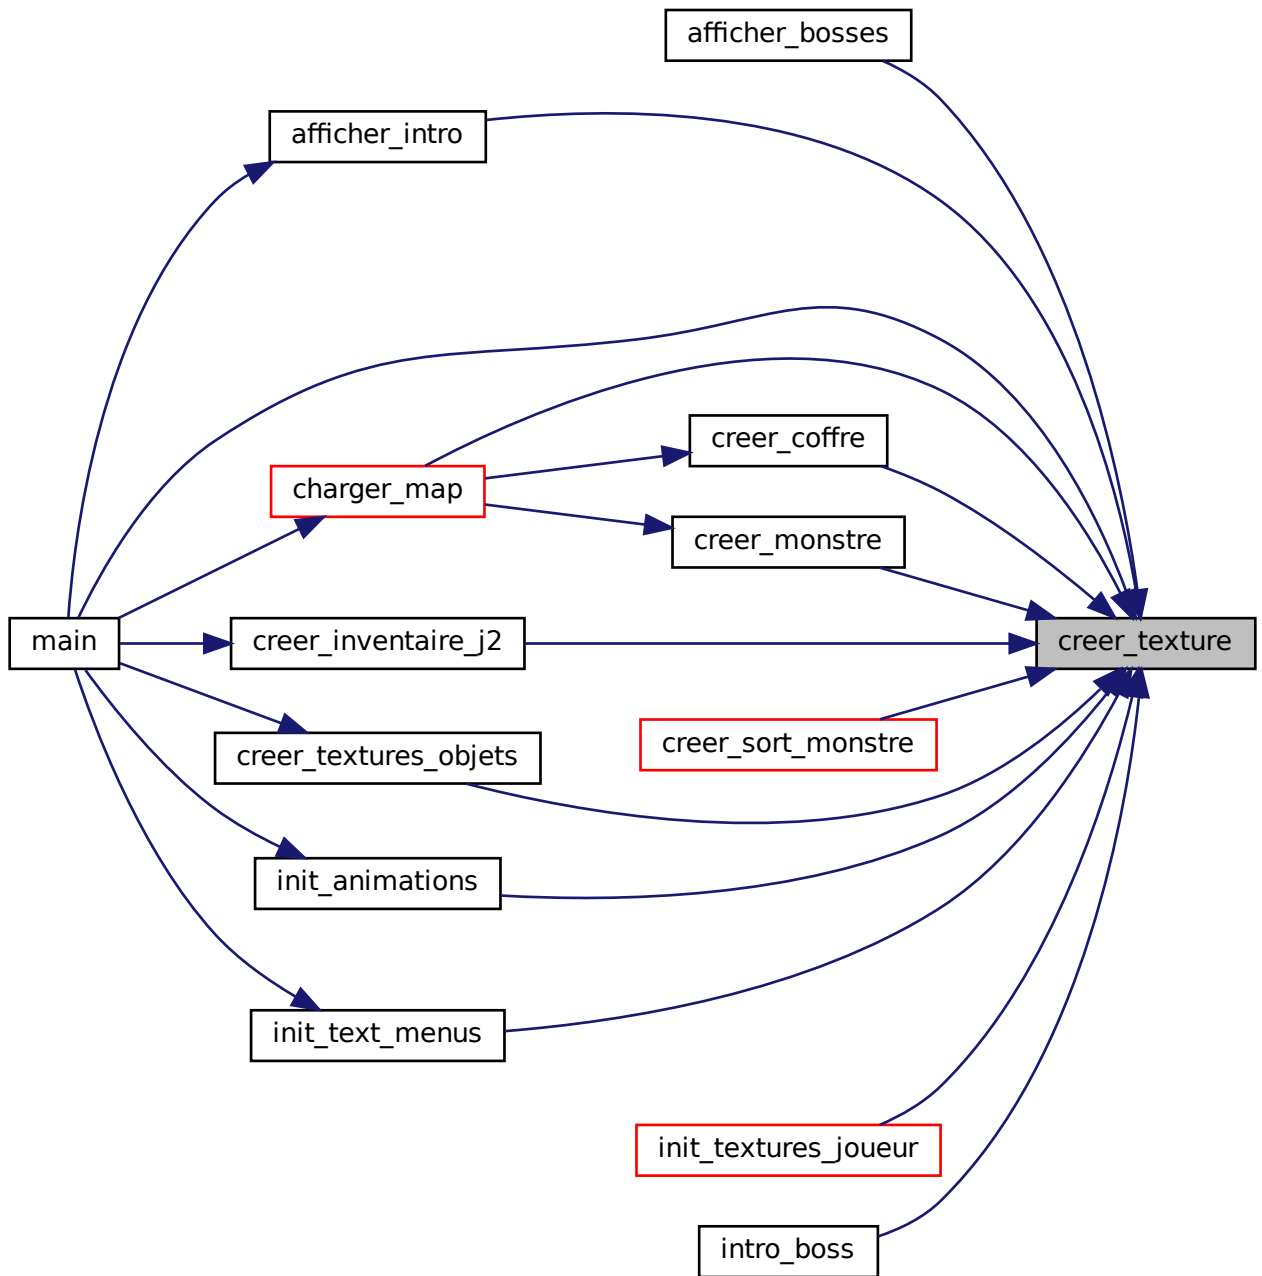 afficher_bosses
afficher_intro
creer_coffre
charger_map
creer_monstre
main
creer_inventaire_j2
creer_texture
creer_sort_monstre
creer_textures_objets
init_animations
init_text_menus
init_textures_joueur
intro_boss